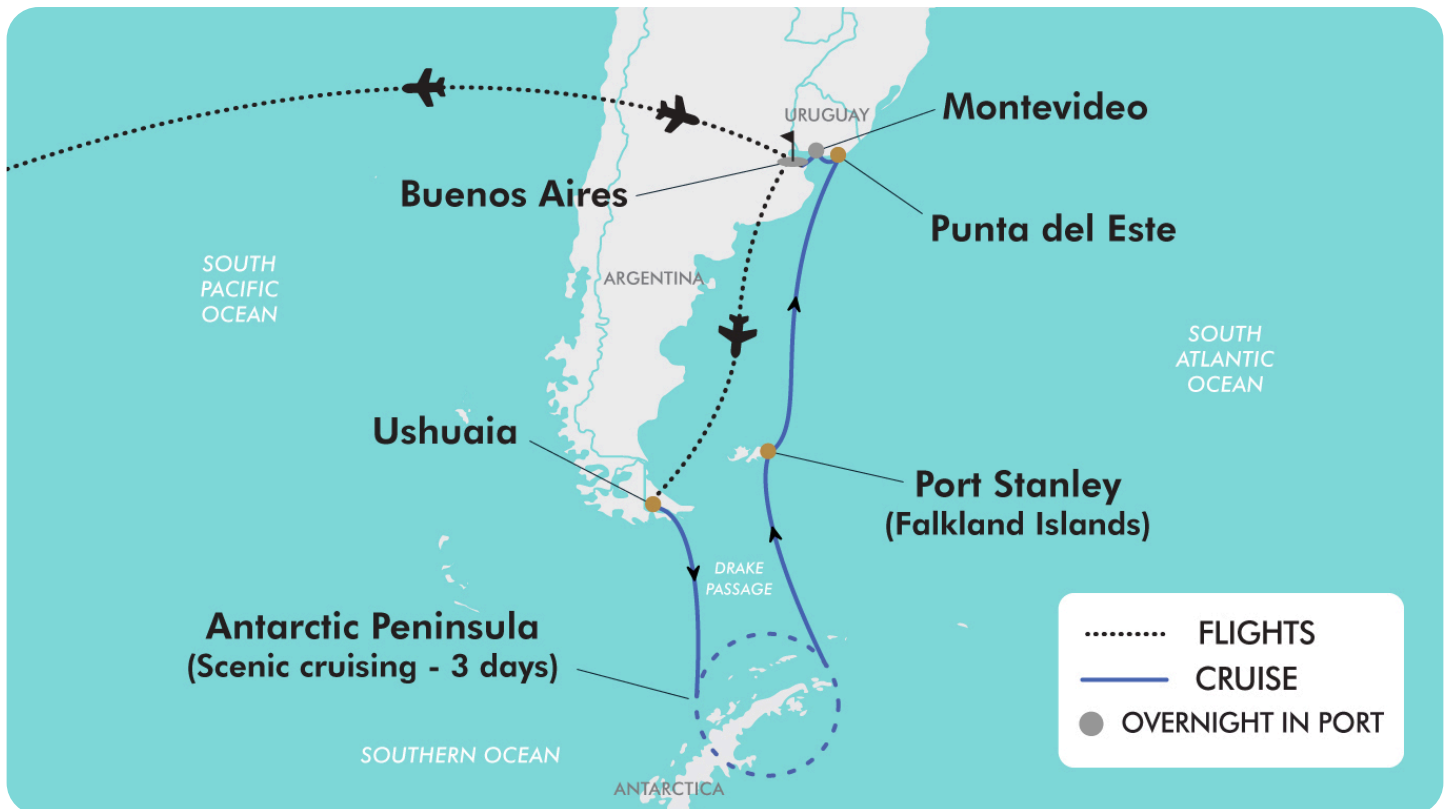 Montevideo
URUGUAY
Buenos Aires
Punta del Este
SOUTH
PACIFIC
OCEAN
ARGENTINA
SOUTH
ATLANTIC
OCEAN
Ushuaia
Port Stanley
(Falkland Islands)
DRAKE
PASSAGE
Antarctic Peninsula
(Scenic cruising - 3 days)
SOUTHERN OCEAN
ANTARCTICA
FLIGHTS
CRUISE
OVERNIGHT IN PORT